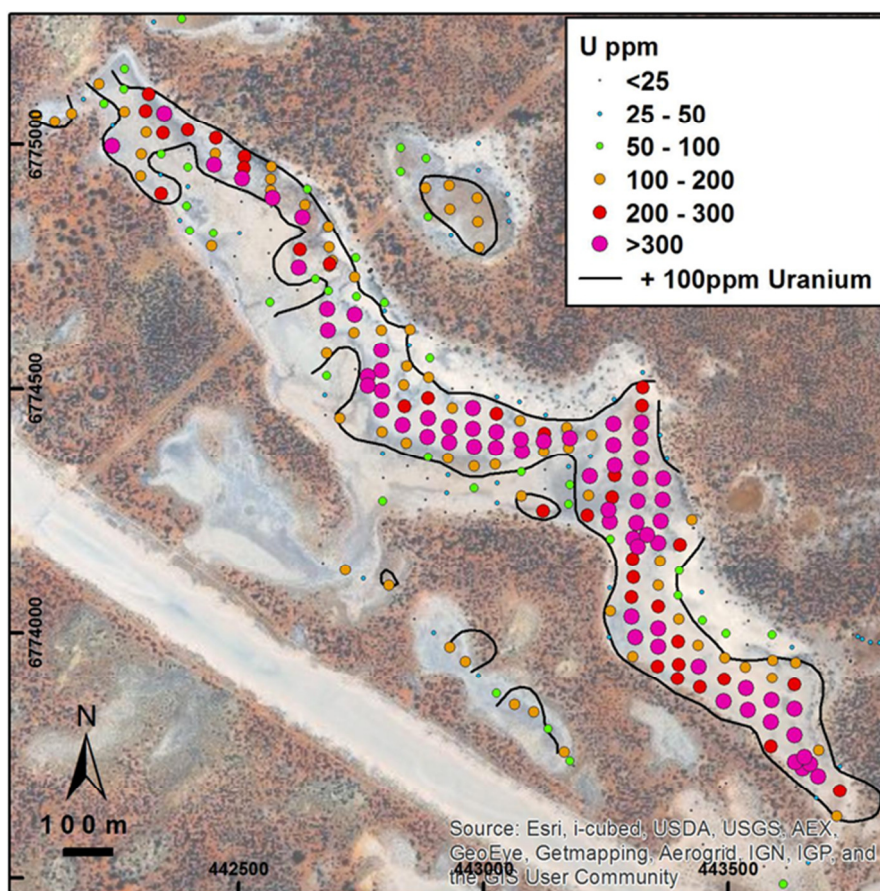 U ppm
<25
25 - 50
50 - 100
100 - 200
200 - 300
>300
+ 100ppm Uranium
6775000
6774500
6774000
N
100m
442500
443000
443500
Source: Esri, i-cubed, USDA, USGS, AEX,
GeoEye, Getmapping, Aerogrid, IGN, IGP, and
the GIS User Community